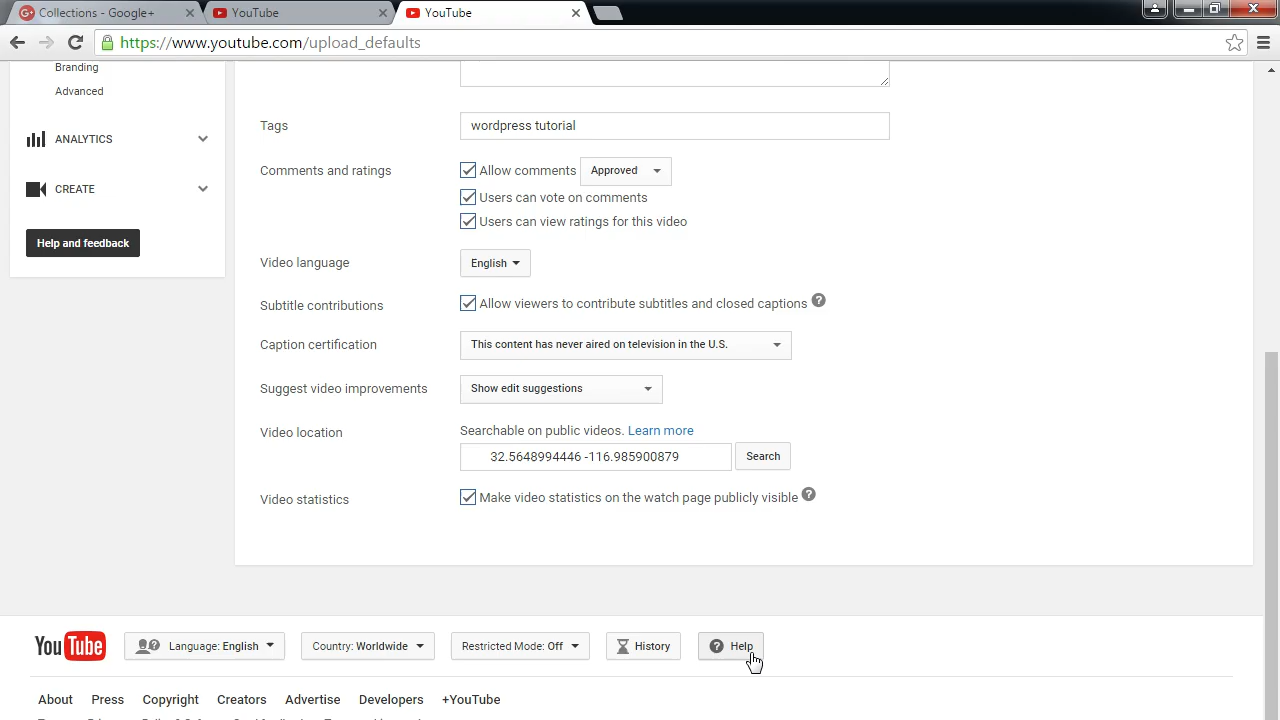 Collections - Google+
YouTube
YouTube
https://www.youtube.com/upload_defaults
Branding
Advanced
ANALYTICS
CREATE
Help and feedback
Tags
wordpress tutorial
Comments and ratings
Allow comments
Approved
Users can vote on comments
Users can view ratings for this video
Video language
English
Subtitle contributions
Allow viewers to contribute subtitles and closed captions
Caption certification
This content has never aired on television in the U.S.
Suggest video improvements
Show edit suggestions
Video location
Searchable on public videos. Learn more
32.5648994446 -116.985900879
Search
Video statistics
Make video statistics on the watch page publicly visible
YouTube
Language: English
Country: Worldwide
Restricted Mode: Off
History
Help
About Press Copyright Creators Advertise Developers +YouTube